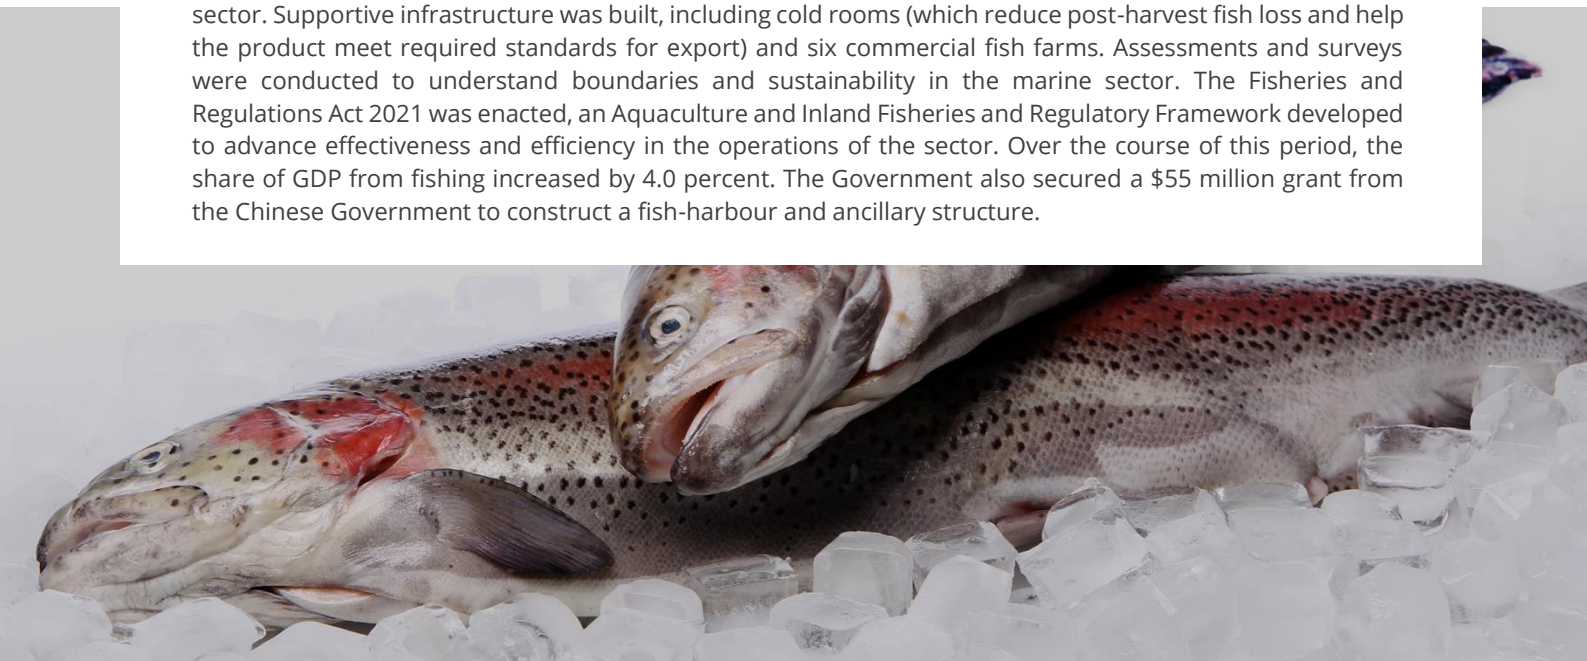 sector. Supportive infrastructure was built, including cold rooms (which reduce post-harvest fish loss and help
the product meet required standards for export) and six commercial fish farms. Assessments and surveys
were conducted to understand boundaries and sustainability in the marine sector. The Fisheries and
Regulations Act 2021 was enacted, an Aquaculture and Inland Fisheries and Regulatory Framework developed
to advance effectiveness and efficiency in the operations of the sector. Over the course of this period, the
share of GDP from fishing increased by 4.0 percent. The Government also secured a $55 million grant from
the Chinese Government to construct a fish-harbour and ancillary structure.